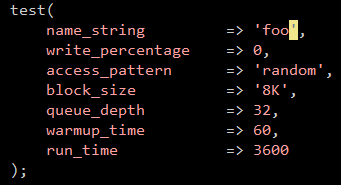 test(
    name_string         => 'foo',
    write_percentage    => 0,
    access_pattern      => 'random',
    block_size          => '8K',
    queue_depth         => 32,
    warmup_time         => 60,
    run_time            => 3600
);